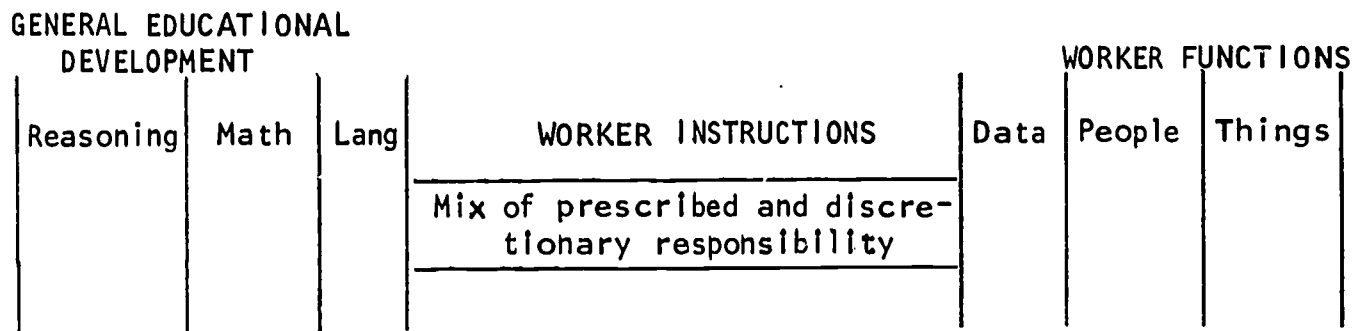 GENERAL EDUCATIONAL
DEVELOPMENT
WORKER FUNCTIONS
Reasoning Math Lang WORKER INSTRUCTIONS Data People Things
Mix of prescribed and discre-
tionary responsibility